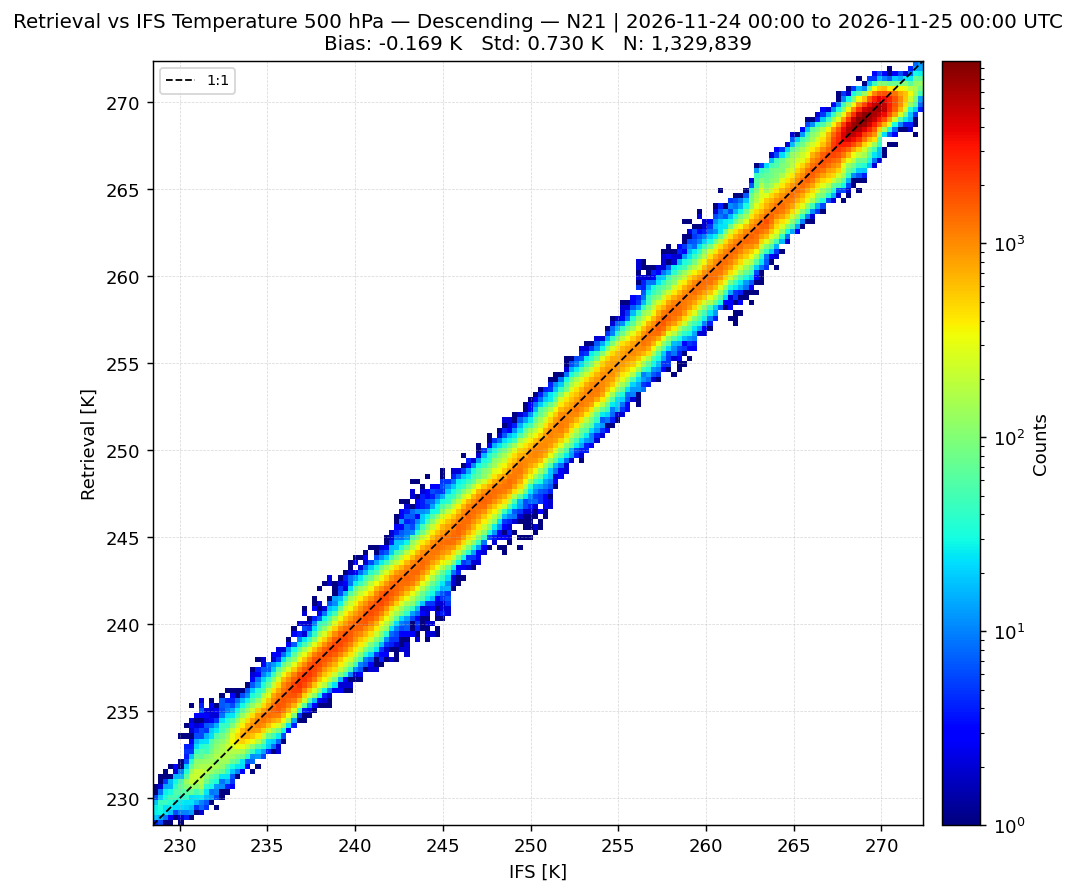 Retrieval vs IFS Temperature 500 hPa — Descending — N21 | 2026-11-24 00:00 to 2026-11-25 00:00 UTC
Bias: -0.169 K   Std: 0.730 K   N: 1,329,839
1:1
270
265
260
255
250
245
240
235
230
Retrieval [K]
230 235 240 245 250 255 260 265 270
IFS [K]
10³
10²
10¹
10⁰
Counts